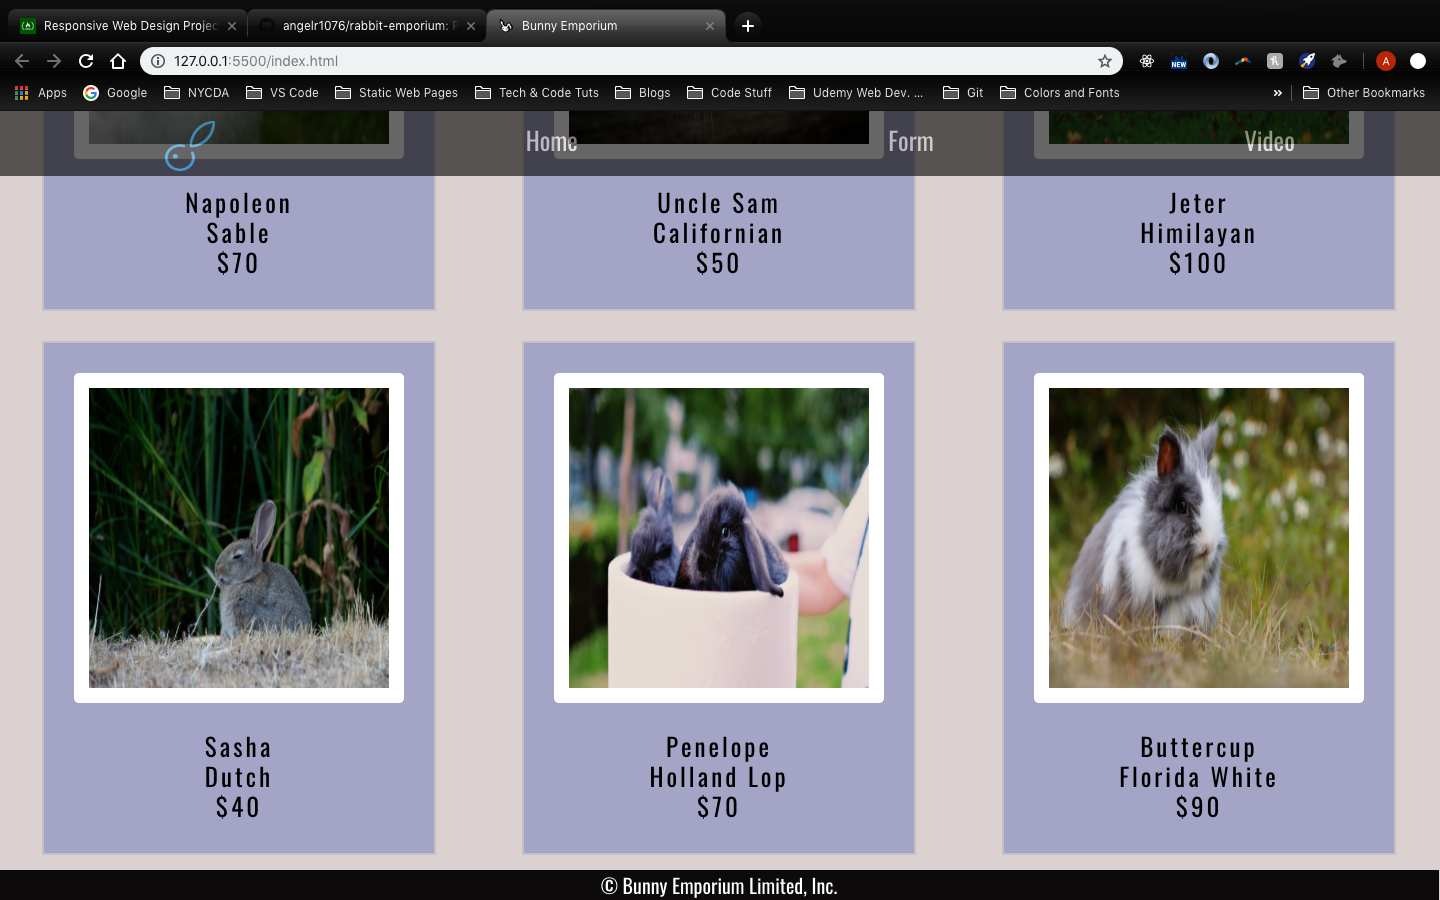 Responsive Web Design Projec
angelr1076/rabbit-emporium: R
Bunny Emporium
127.0.0.1:5500/index.html
NEW
A
Apps
Google
NYCDA
VS Code
Static Web Pages
Tech & Code Tuts
Blogs
Code Stuff
Udemy Web Dev. ...
Git
Colors and Fonts
»
Other Bookmarks
Home
Form
Video
Napoleon
Sable
$70
Uncle Sam
Californian
$50
Jeter
Himilayan
$100
Sasha
Dutch
$40
Penelope
Holland Lop
$70
Buttercup
Florida White
$90
© Bunny Emporium Limited, Inc.